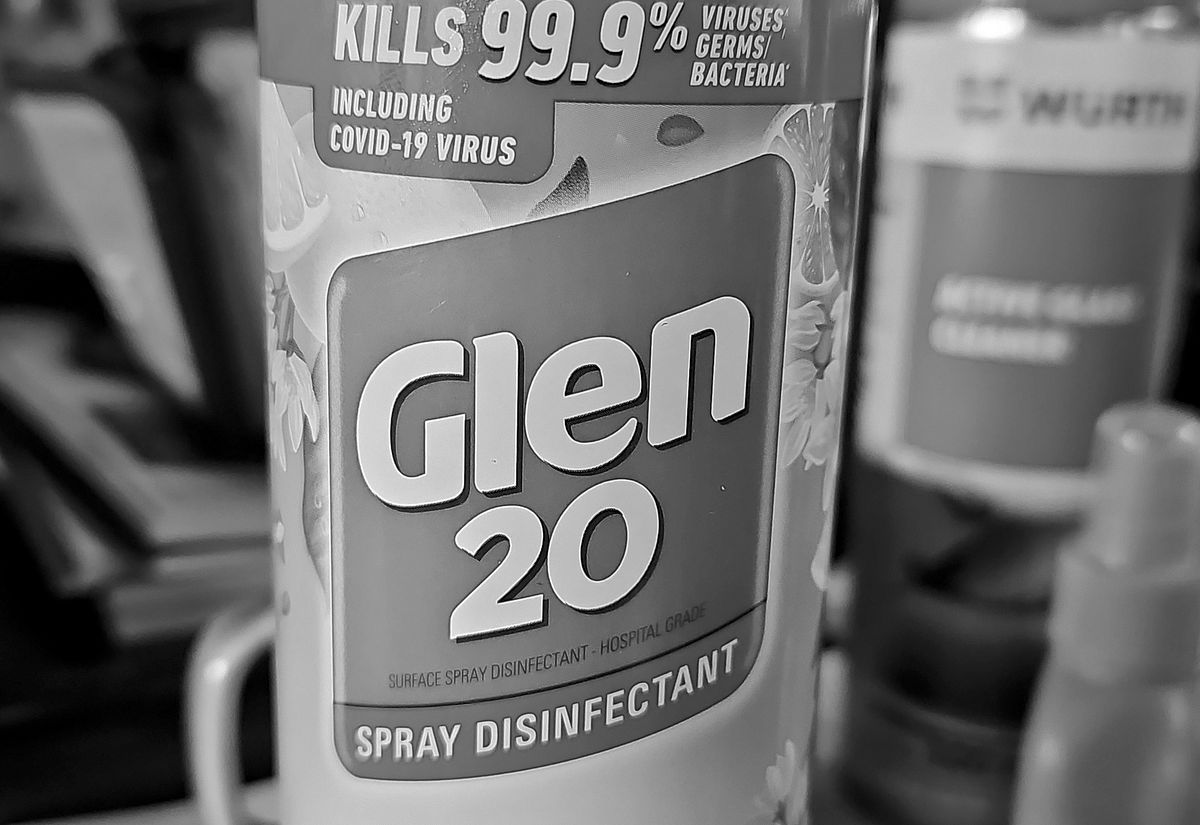 KILLS 99.9%
VIRUSES/
GERMS/
BACTERIA*
INCLUDING
COVID-19 VIRUS
Glen
20
SURFACE SPRAY DISINFECTANT - HOSPITAL GRADE
SPRAY DISINFECTANT
WÜRTH
ACTIVE GLASS
CLEANER